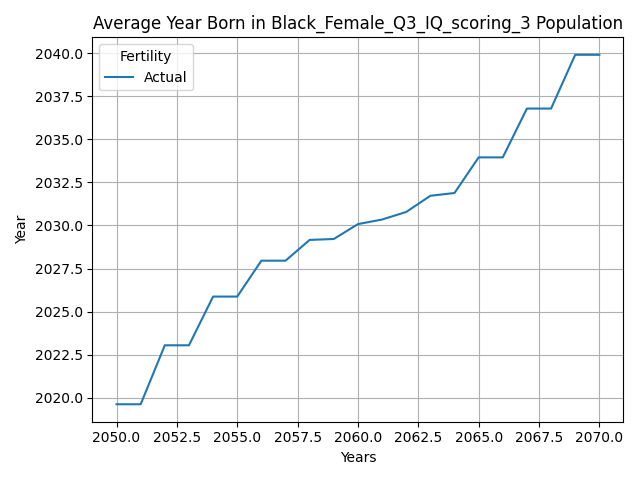 Average Year Born in Black_Female_Q3_IQ_scoring_3 Population
Fertility
Actual
2040.0
2037.5
2035.0
2032.5
2030.0
2027.5
2025.0
2022.5
2020.0
Year
2050.0 2052.5 2055.0 2057.5 2060.0 2062.5 2065.0 2067.5 2070.0
Years